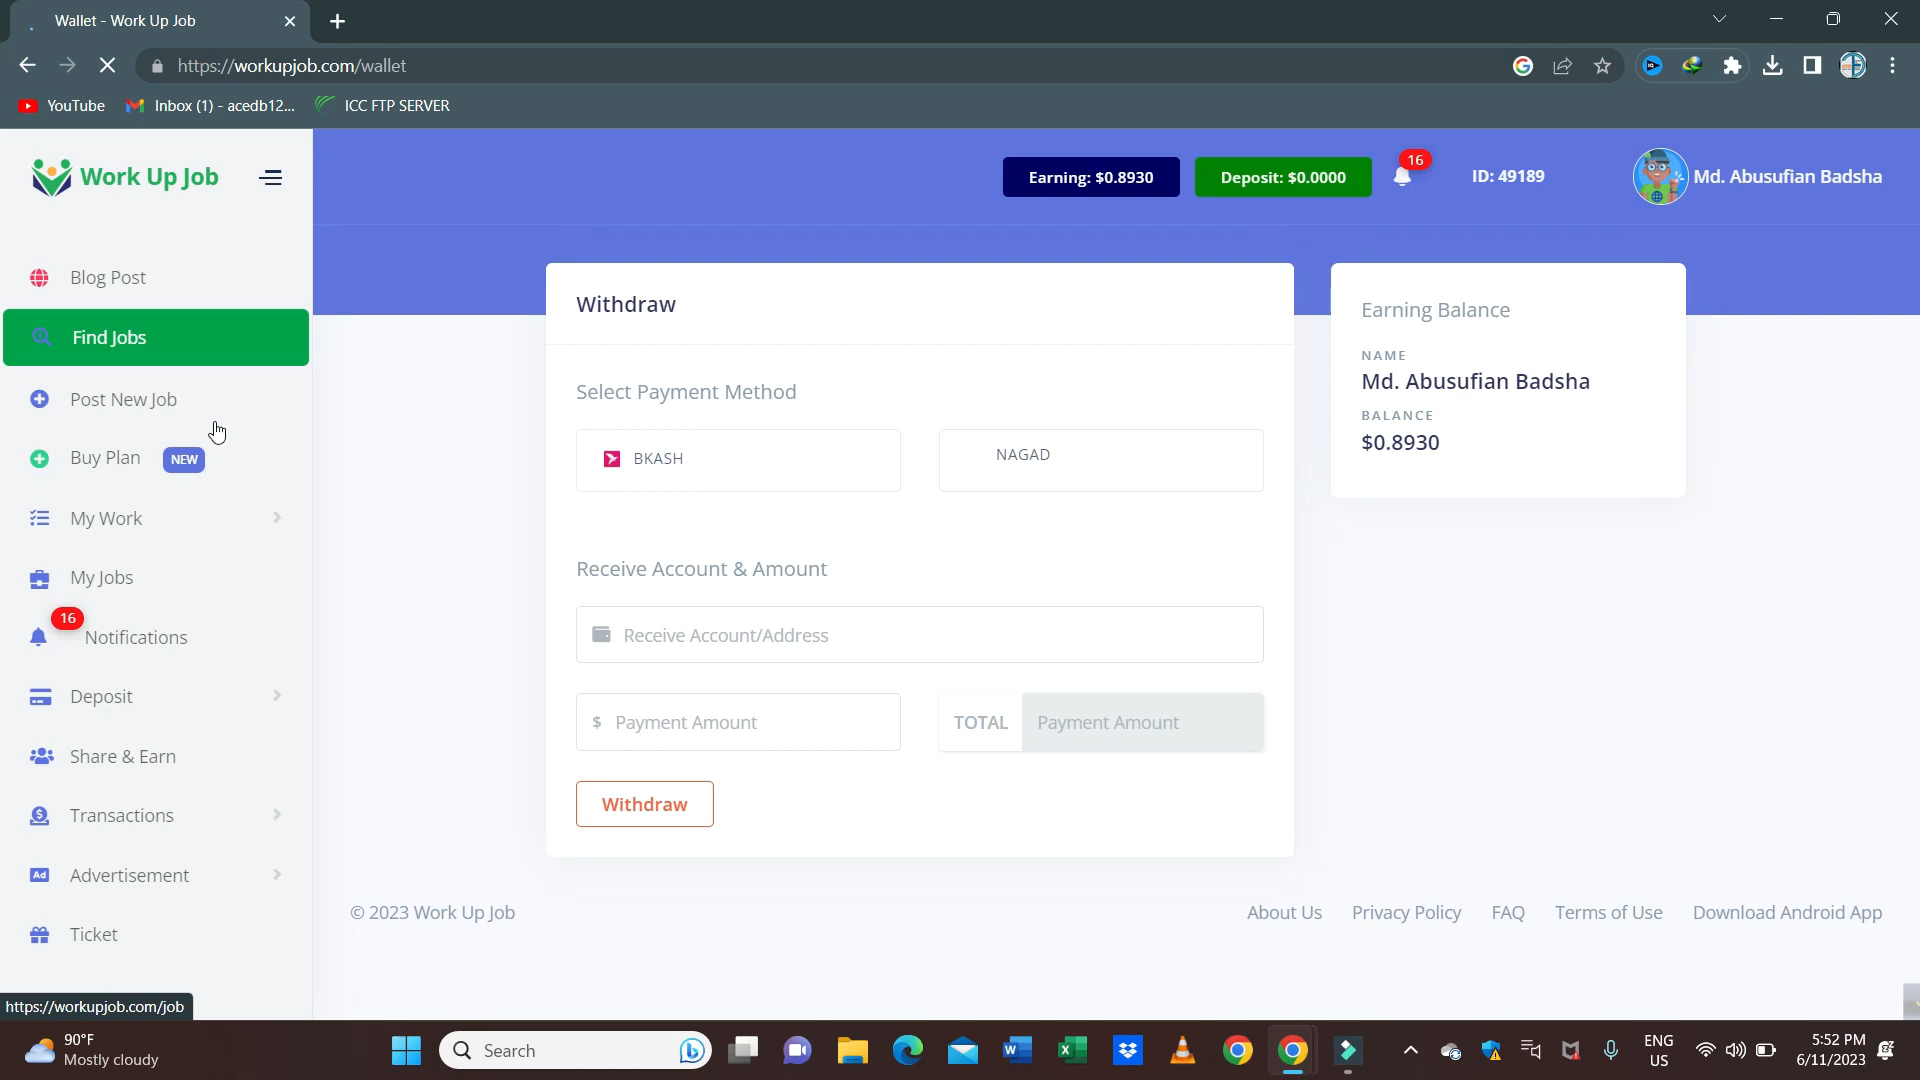 Wallet - Work Up Job
https://workupjob.com/wallet
YouTube
Inbox (1) - acedb12...
ICC FTP SERVER
Work Up Job
Earning: $0.8930
Deposit: $0.0000
16
ID: 49189
Md. Abusufian Badsha
Blog Post
Find Jobs
Post New Job
Buy Plan NEW
My Work
My Jobs
16
Notifications
Deposit
Share & Earn
Transactions
Ad Advertisement
Ticket
Withdraw
Select Payment Method
BKASH
NAGAD
Receive Account & Amount
Receive Account/Address
$ Payment Amount
TOTAL Payment Amount
Withdraw
Earning Balance
NAME
Md. Abusufian Badsha
BALANCE
$0.8930
© 2023 Work Up Job
About Us
Privacy Policy
FAQ
Terms of Use
Download Android App
https://workupjob.com/job
90°F
Mostly cloudy
Search
ENG
US
5:52 PM
6/11/2023